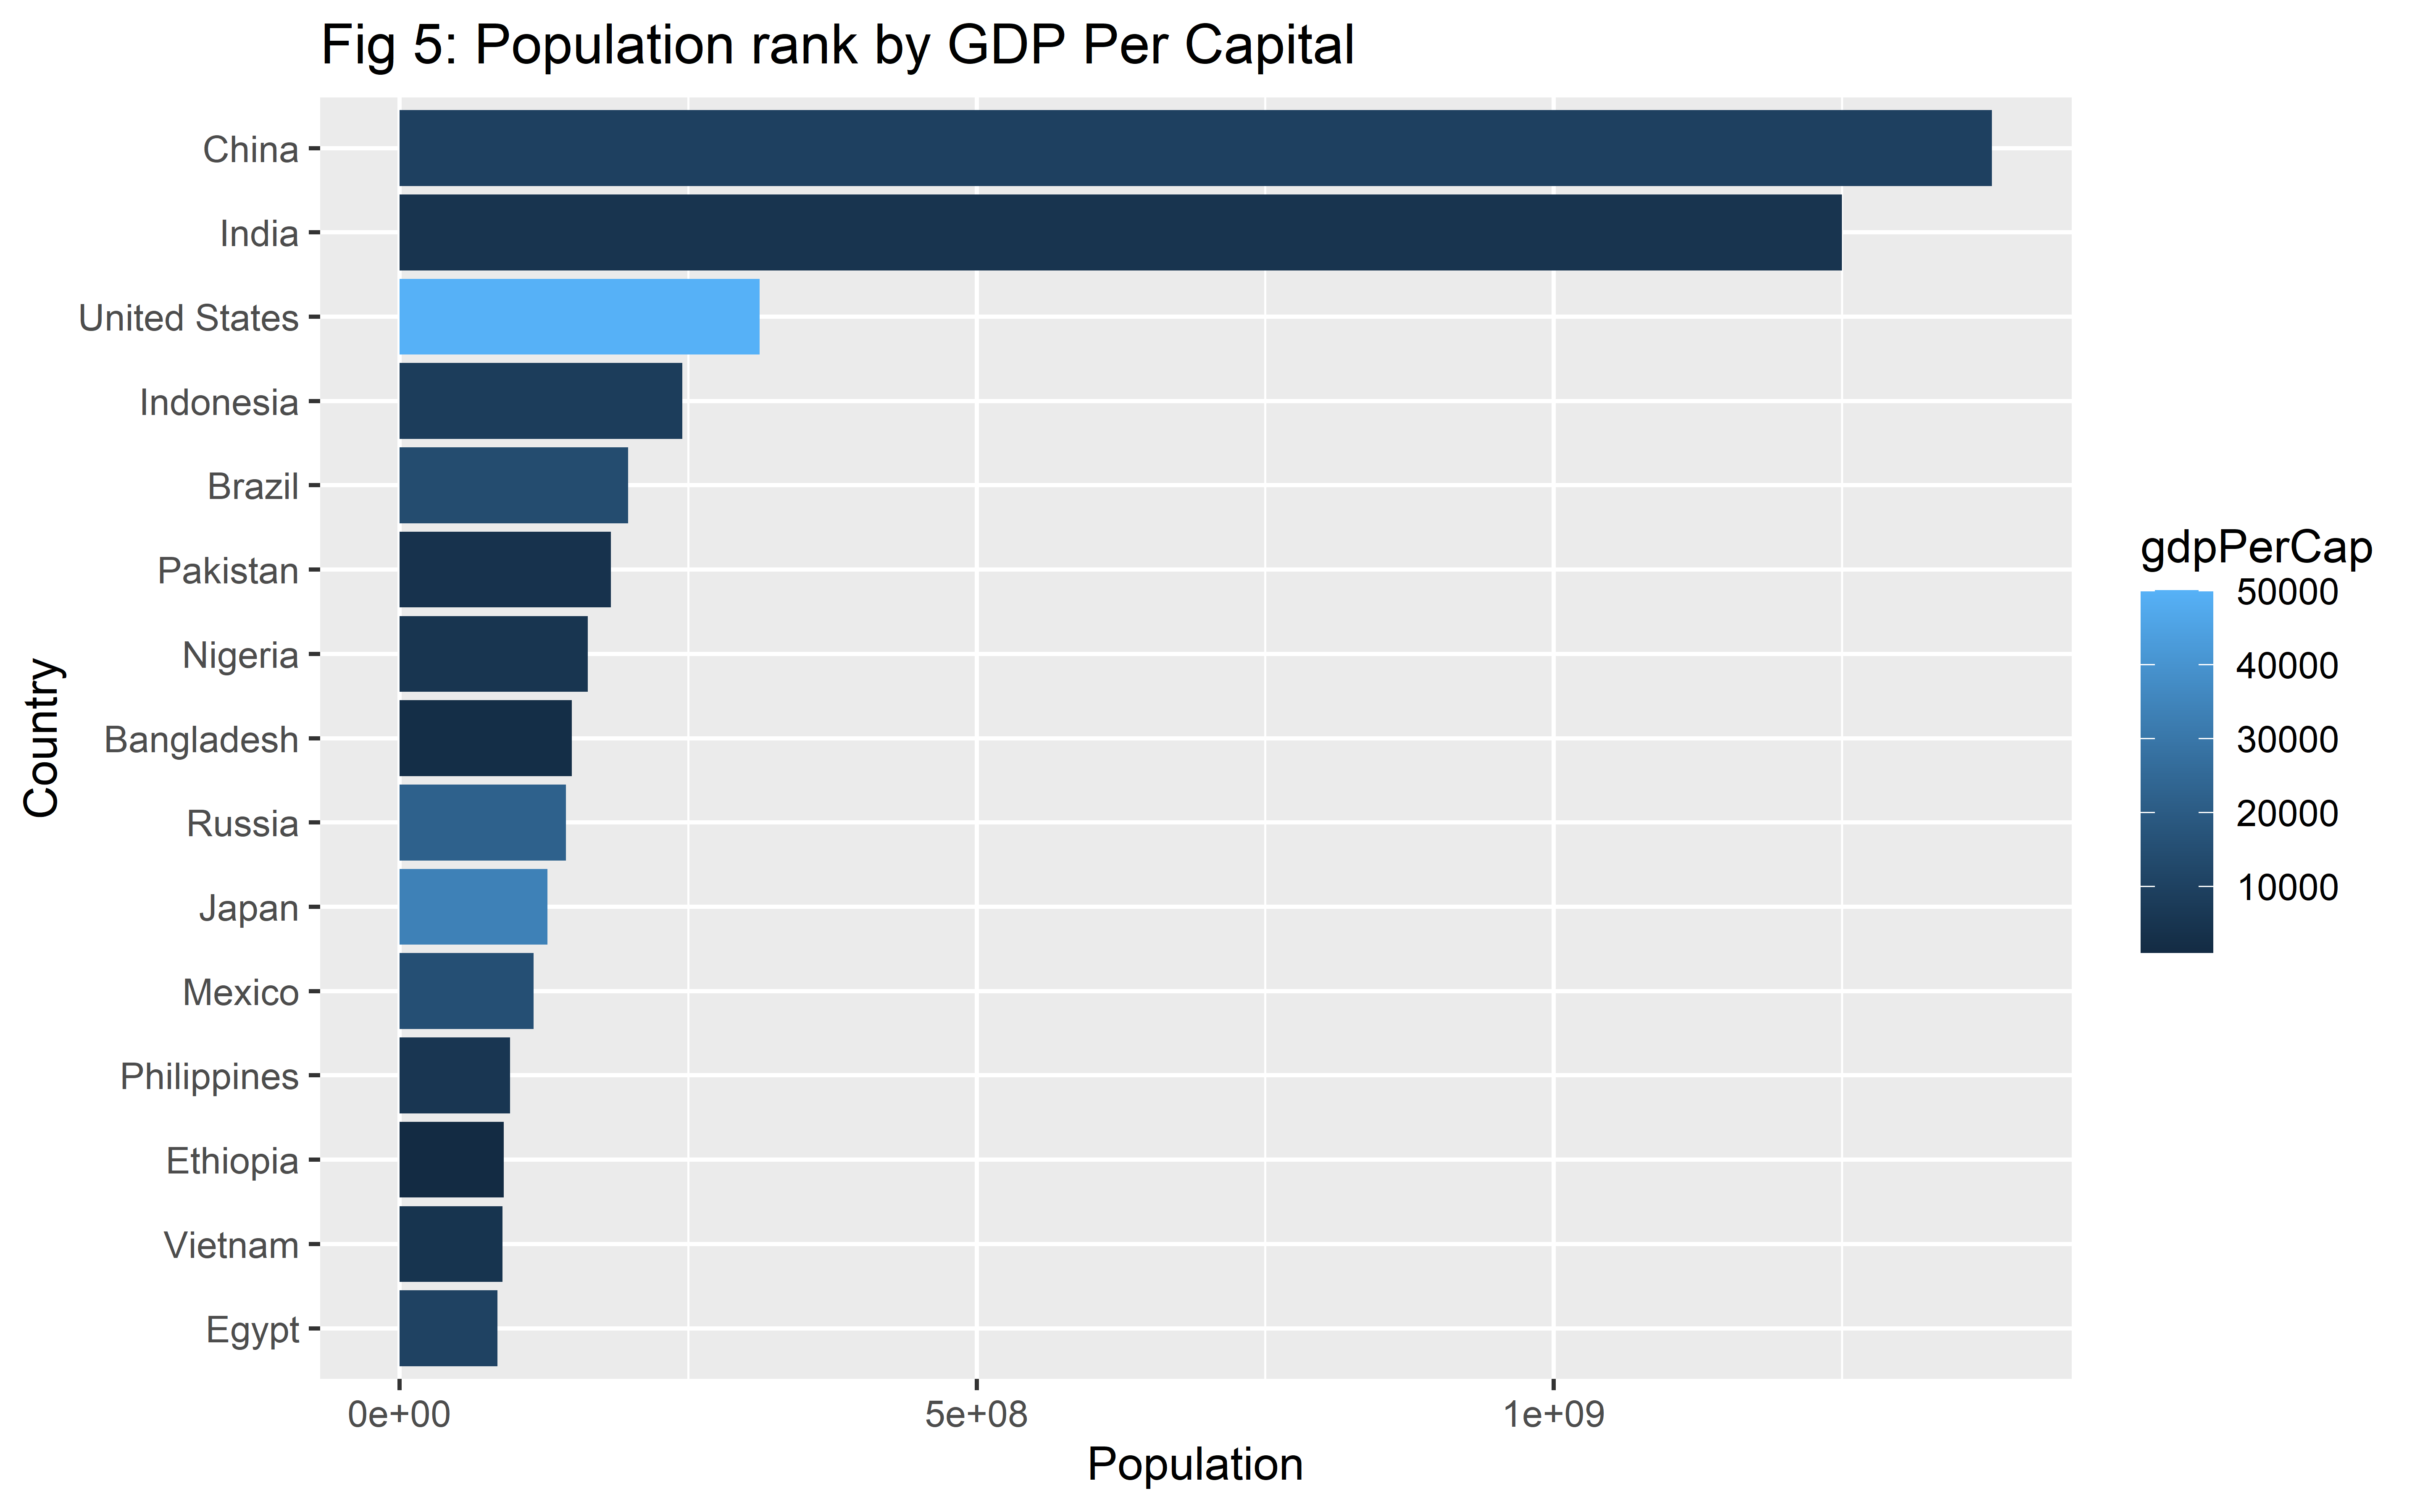 Fig 5: Population rank by GDP Per Capital
China
India
United States
Indonesia
Brazil
Pakistan
Nigeria
Bangladesh
Russia
Japan
Mexico
Philippines
Ethiopia
Vietnam
Egypt
Country
0e+00
5e+08
1e+09
Population
gdpPerCap
50000
40000
30000
20000
10000